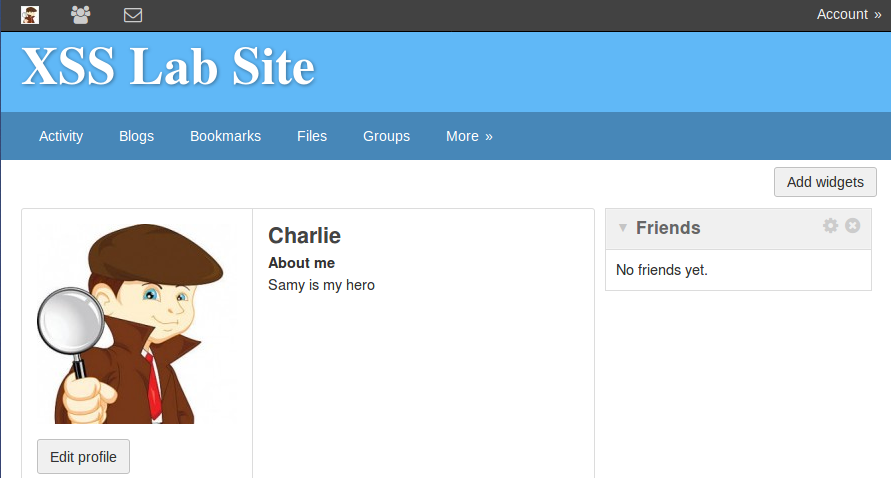 Account »
XSS Lab Site
Activity Blogs Bookmarks Files Groups More »
Add widgets
Charlie
About me
Samy is my hero
Edit profile
Friends
No friends yet.